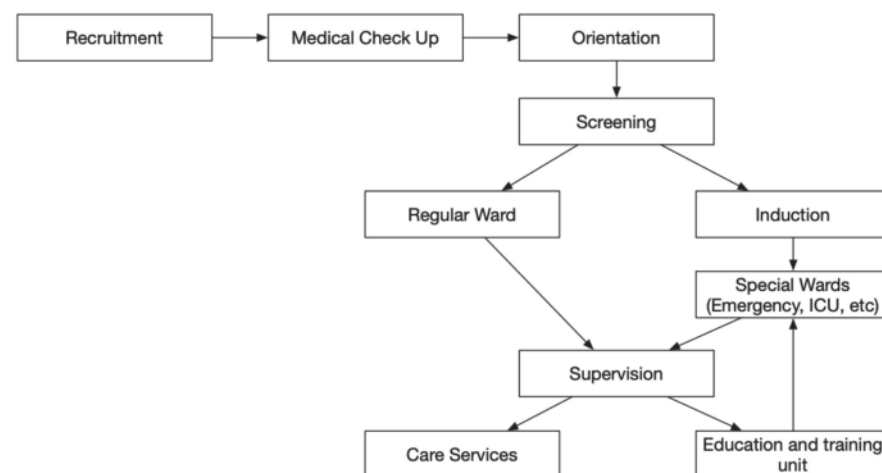 Recruitment
Medical Check Up
Orientation
Screening
Regular Ward
Induction
Special Wards
(Emergency, ICU, etc)
Supervision
Care Services
Education and training
unit